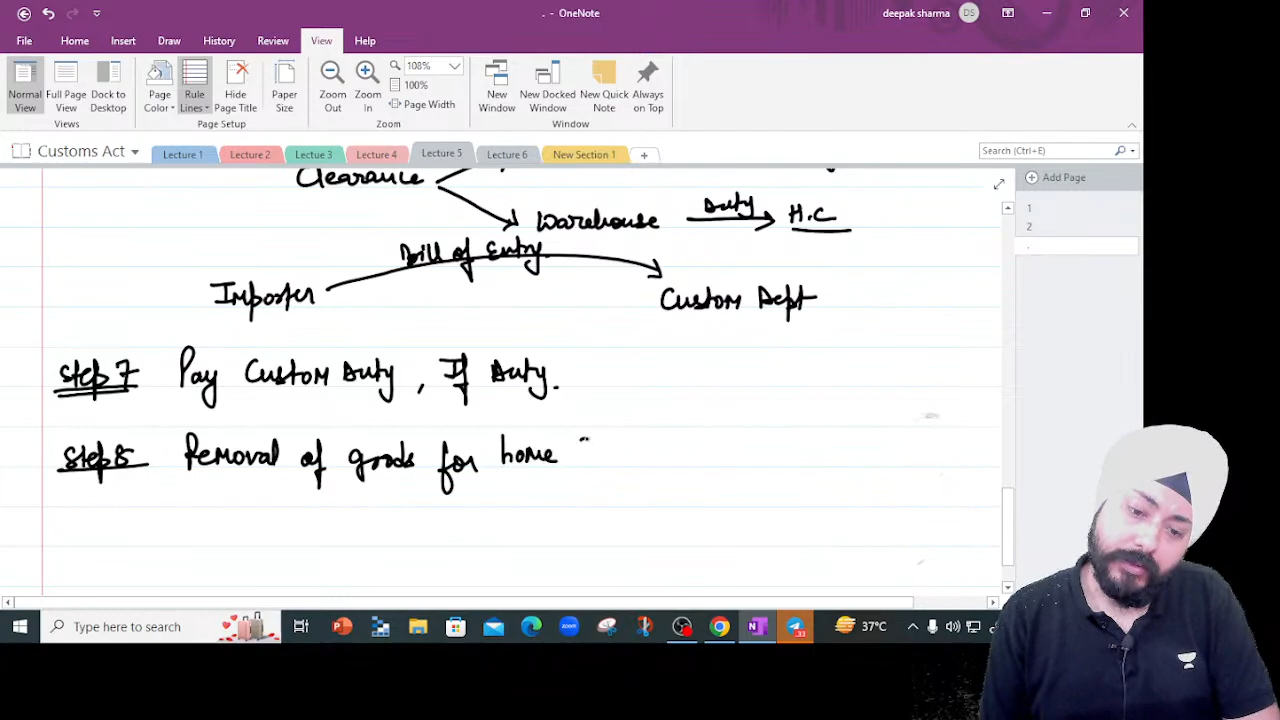 . - OneNote
deepak sharma DS
File Home Insert Draw History Review View Help
Normal View Full Page View Dock to Desktop
Page Color Rule Lines Hide Page Title Paper Size
Zoom Out Zoom In 108% 100% Page Width
New Window New Docked Window New Quick Note Always on Top
Views Page Setup Zoom Window
Customs Act Lecture 1 Lecture 2 Lectue 3 Lecture 4 Lecture 5 Lecture 6 New Section 1 +
Search (Ctrl+E)
Add Page
1
2
.
Clearance
Warehouse Duty H.C
Bill of Entry
Importer Custom Dept
Step 7 Pay Custom Duty, If Duty.
Step 8 Removal of goods for home
Type here to search
33
37°C